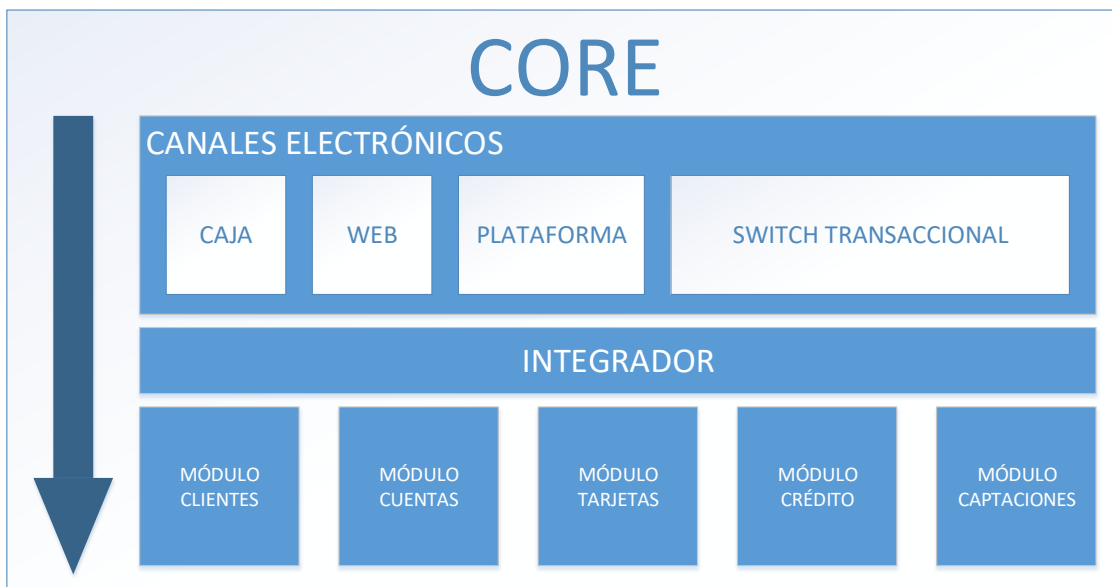 CORE
CANALES ELECTRÓNICOS
CAJA
WEB
PLATAFORMA
SWITCH TRANSACCIONAL
INTEGRADOR
MÓDULO
CLIENTES
MÓDULO
CUENTAS
MÓDULO
TARJETAS
MÓDULO
CRÉDITO
MÓDULO
CAPTACIONES